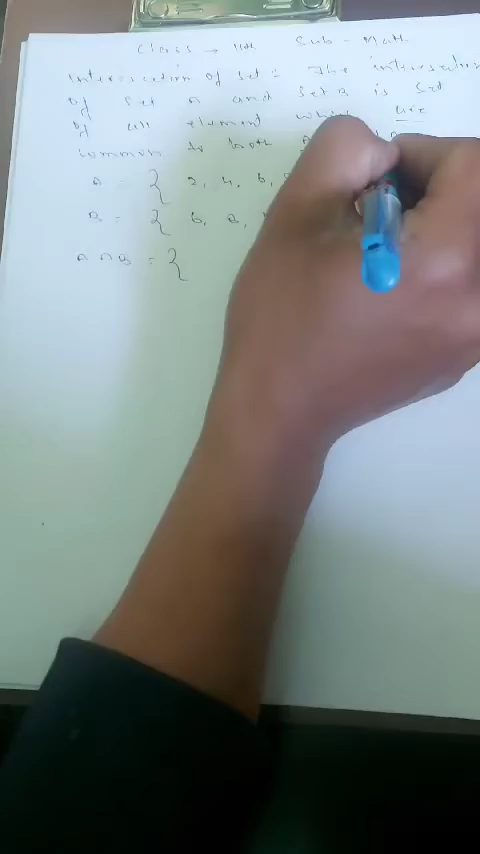 Class → 11th Sub - Math
Intersection of set : The intersection
of set A and set B is set
of all element which are
common to both
A = { 2, 4, 6,
B = { 6, 8,
A ∩ B = {